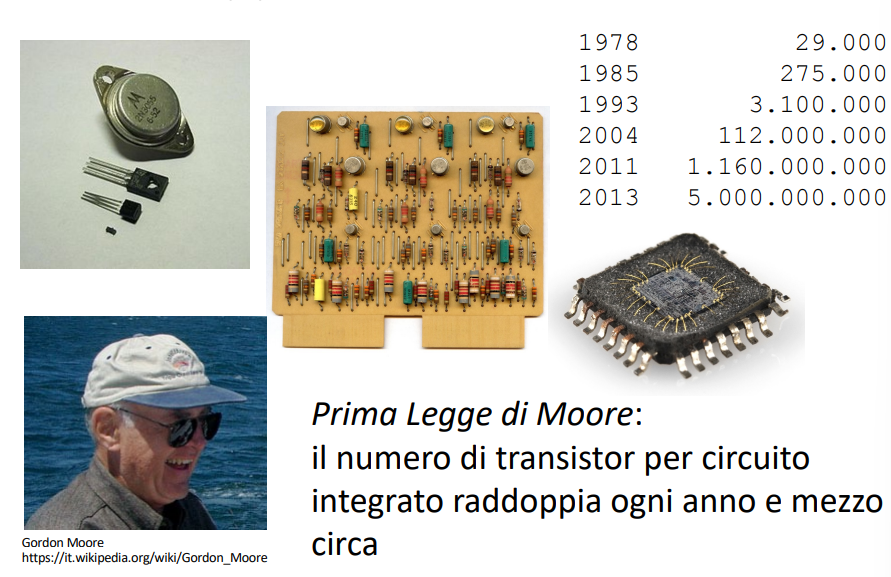 1978 29.000
1985 275.000
1993 3.100.000
2004 112.000.000
2011 1.160.000.000
2013 5.000.000.000
Prima Legge di Moore:
il numero di transistor per circuito
integrato raddoppia ogni anno e mezzo
circa
Gordon Moore
https://it.wikipedia.org/wiki/Gordon_Moore